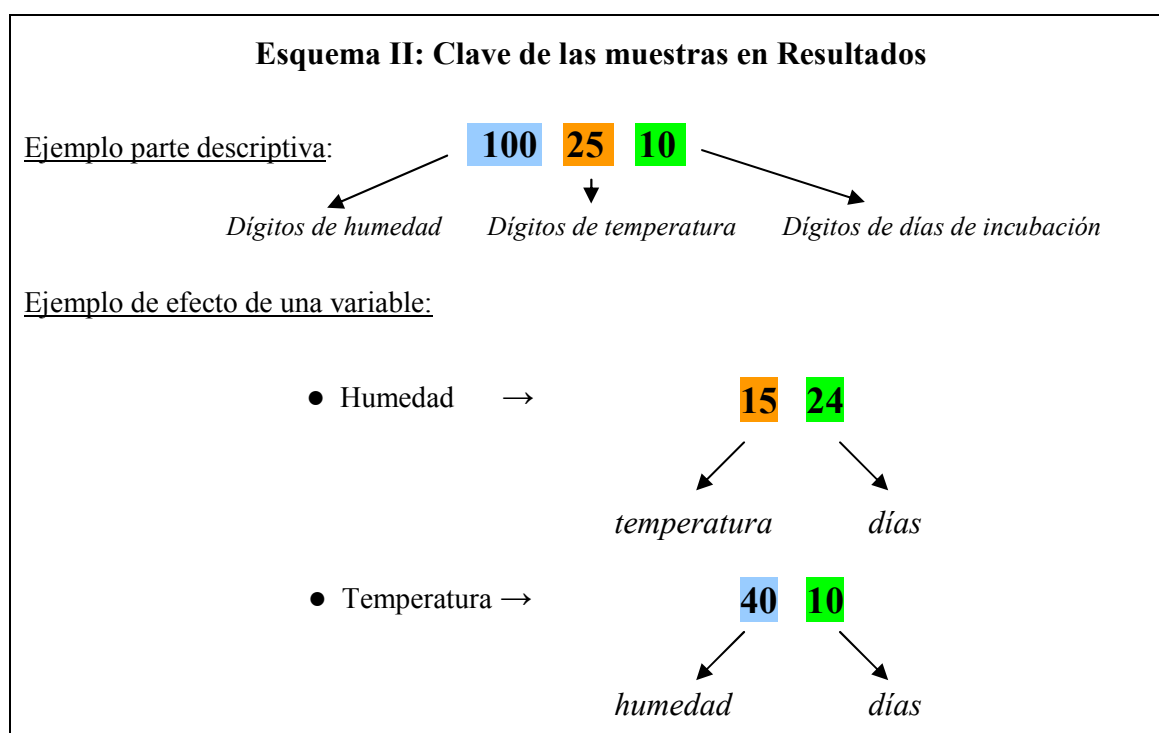 Esquema II: Clave de las muestras en Resultados
Ejemplo parte descriptiva: 100 25 10
Dígitos de humedad Dígitos de temperatura Dígitos de días de incubación
Ejemplo de efecto de una variable:
● Humedad → 15 24
temperatura días
● Temperatura → 40 10
humedad días